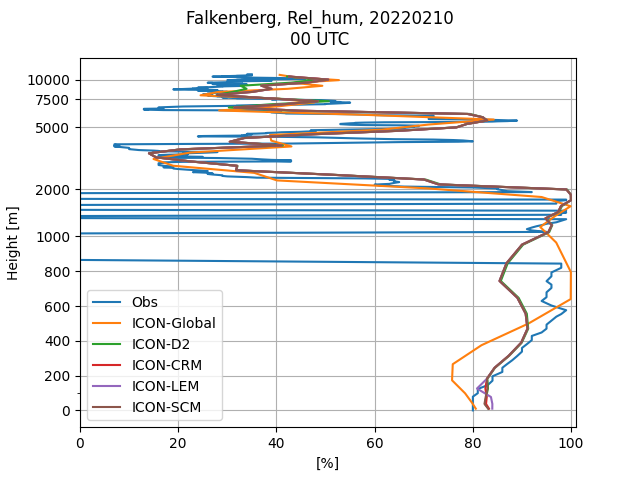 Falkenberg, Rel_hum, 20220210
00 UTC
10000
7500
5000
2000
1000
800
600
400
200
0
Height [m]
Obs
ICON-Global
ICON-D2
ICON-CRM
ICON-LEM
ICON-SCM
0 20 40 60 80 100
[%]